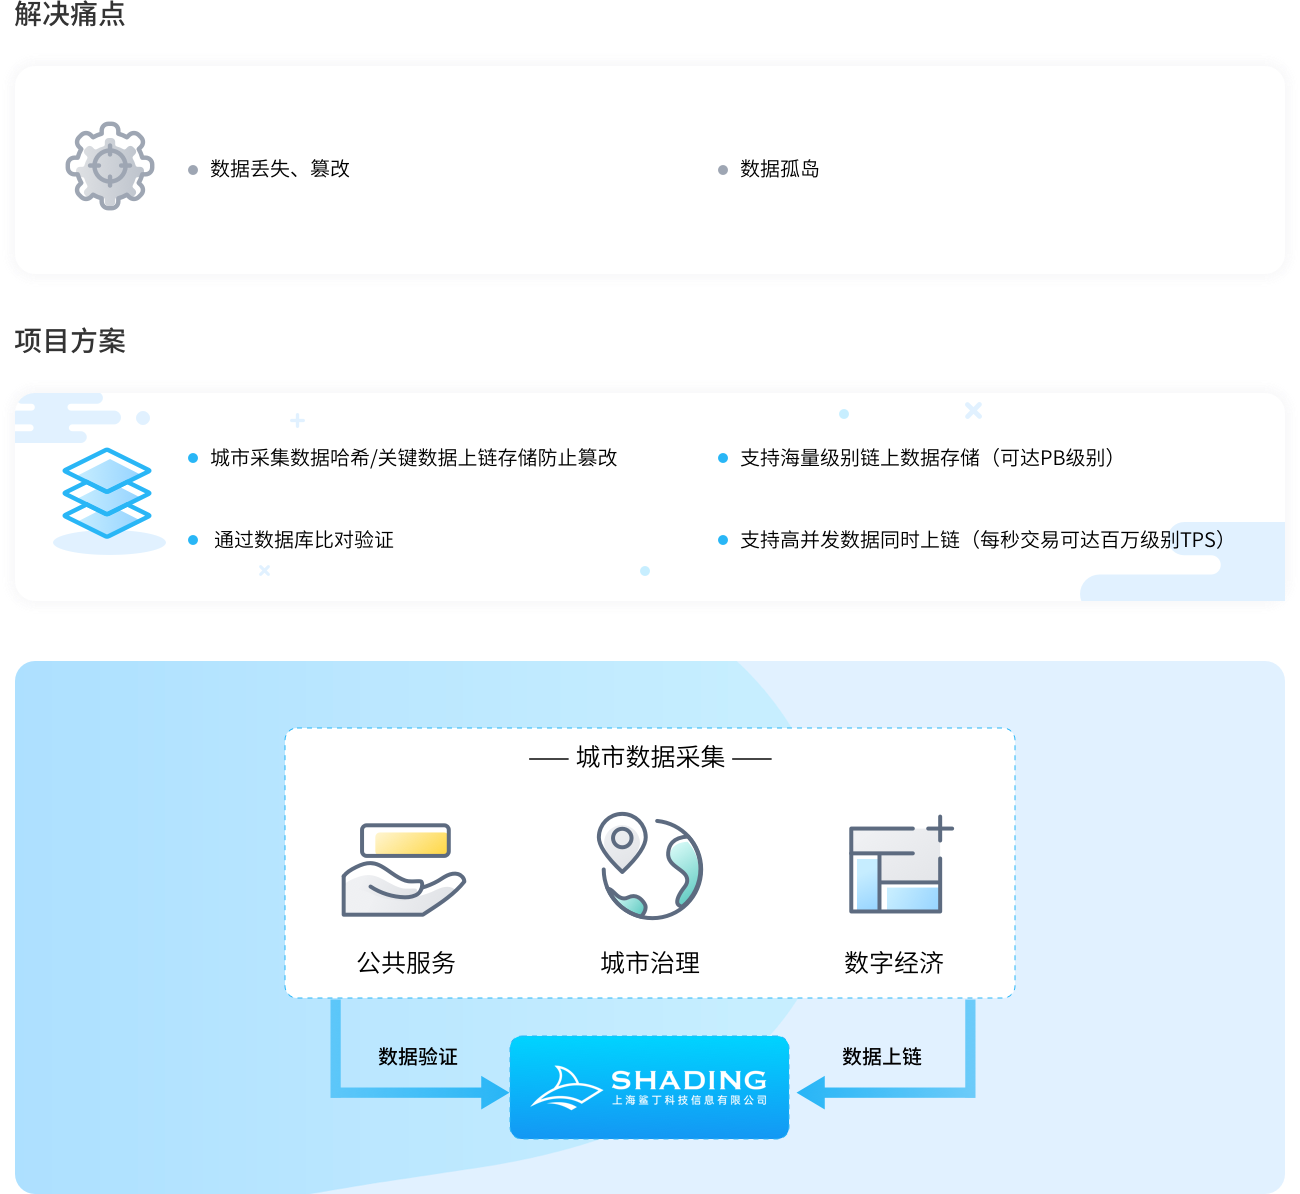 解决痛点
数据丢失、篡改
数据孤岛
项目方案
城市采集数据哈希/关键数据上链存储防止篡改
支持海量级别链上数据存储（可达PB级别）
通过数据库比对验证
支持高并发数据同时上链（每秒交易可达百万级别TPS）
城市数据采集
公共服务
城市治理
数字经济
数据验证
数据上链
SHADING
上海鲨丁科技信息有限公司